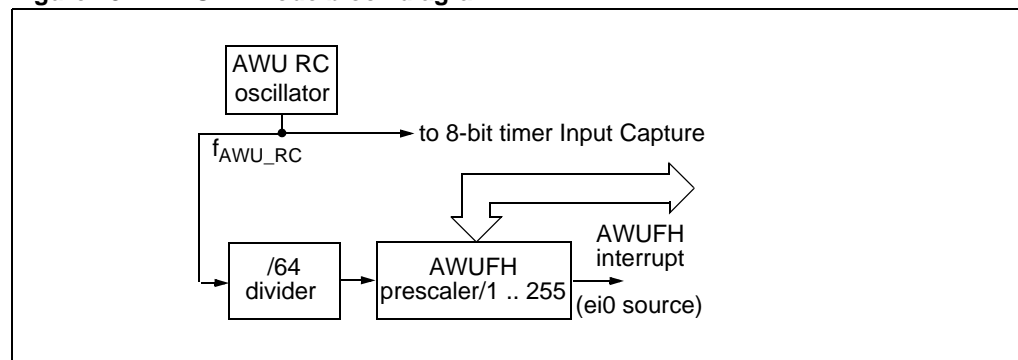 AWU RC
oscillator
to 8-bit timer Input Capture
fAWU_RC
AWUFH
interrupt
/64
divider
AWUFH
prescaler/1 .. 255
(ei0 source)